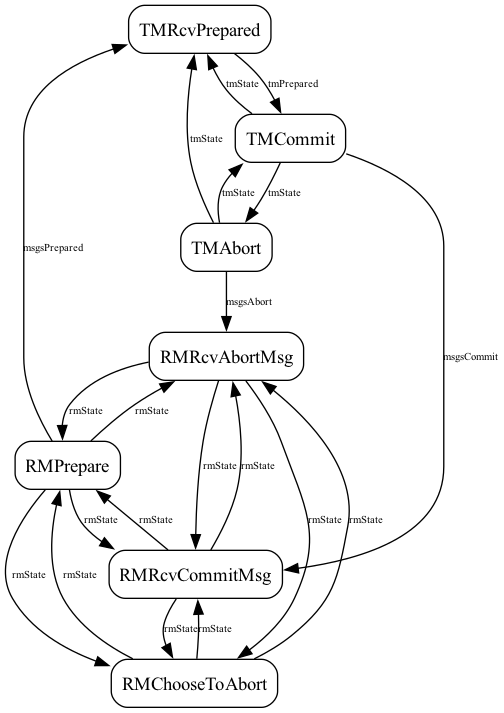 TMRcvPrepared
tmState
tmPrepared
TMCommit
tmState
tmState
tmState
msgsPrepared
TMAbort
msgsAbort
RMRcvAbortMsg
msgsCommit
rmState
rmState
RMPrepare
rmState
rmState
rmState
rmState
rmState
rmState
RMRcvCommitMsg
rmState
rmState
rmState
rmState
RMChooseToAbort